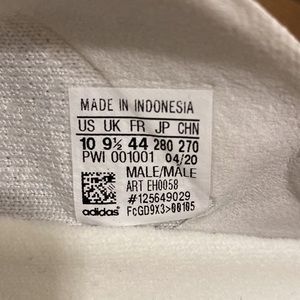 MADE IN INDONESIA
US UK FR JP CHN
10 9½ 44 280 270
PWI 001001 04/20
MALE/MALE
ART EH0058
#125649029
adidas® FcGD9X3>00105